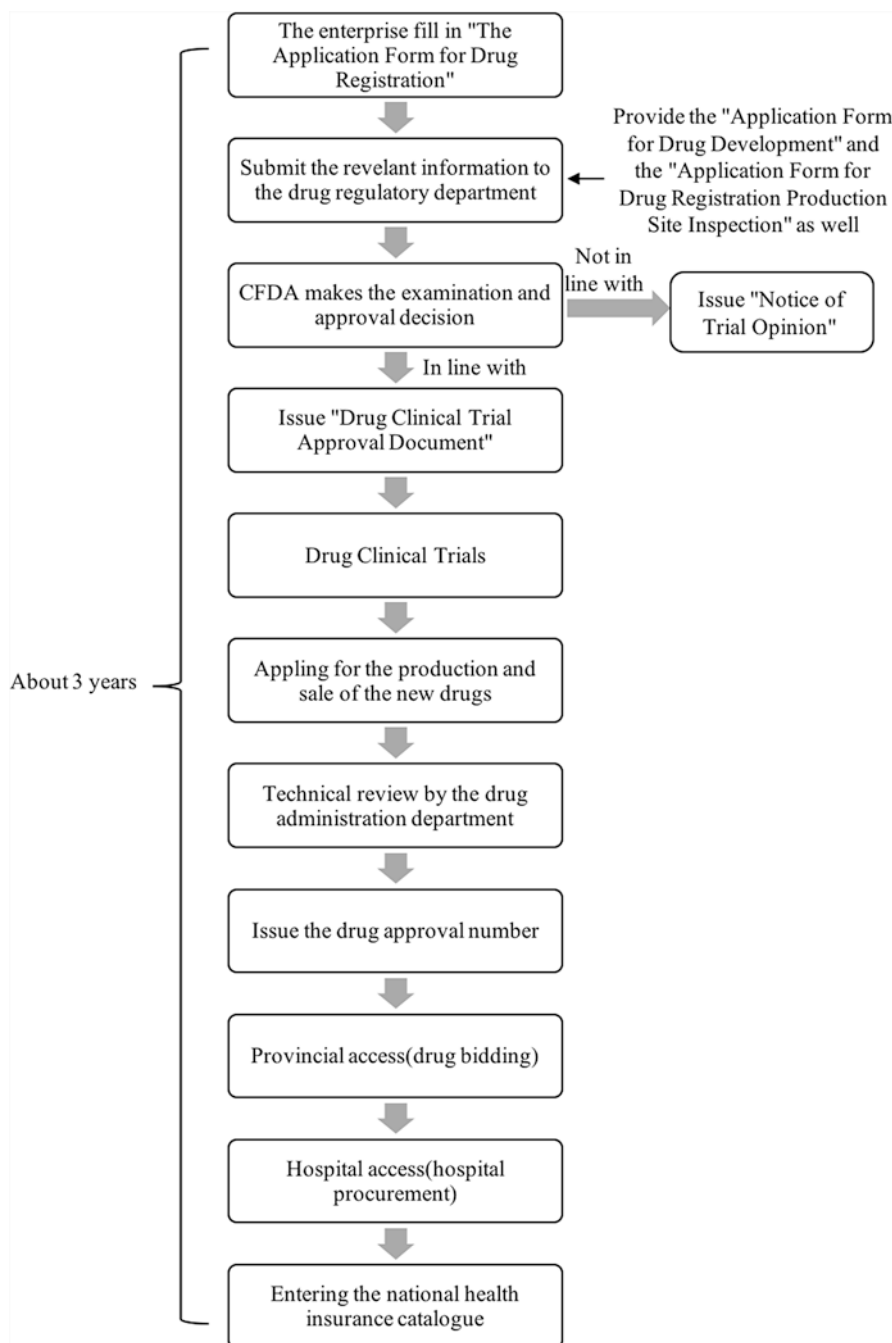 The enterprise fill in "The
Application Form for Drug
Registration"
Submit the revelant information to
the drug regulatory department
Provide the "Application Form
for Drug Development" and
the "Application Form for
Drug Registration Production
Site Inspection" as well
CFDA makes the examination and
approval decision
Not in
line with
Issue "Notice of
Trial Opinion"
In line with
Issue "Drug Clinical Trial
Approval Document"
Drug Clinical Trials
Appling for the production and
sale of the new drugs
About 3 years
Technical review by the drug
administration department
Issue the drug approval number
Provincial access(drug bidding)
Hospital access(hospital
procurement)
Entering the national health
insurance catalogue